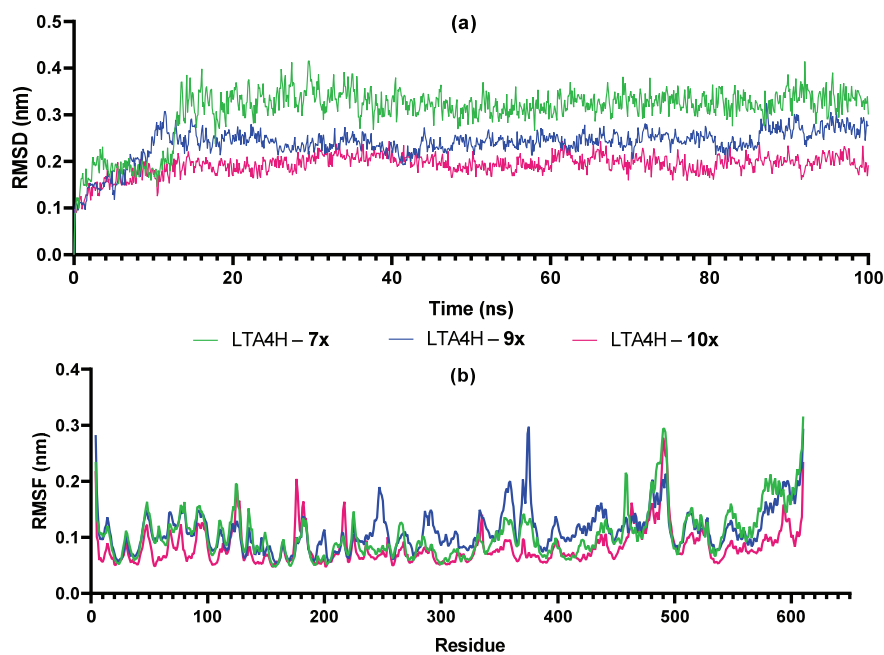 (a)
RMSD (nm)
0.5
0.4
0.3
0.2
0.1
0.0
0 20 40 60 80 100
Time (ns)
LTA4H – 7x LTA4H – 9x LTA4H – 10x
(b)
RMSF (nm)
0.4
0.3
0.2
0.1
0.0
0 100 200 300 400 500 600
Residue